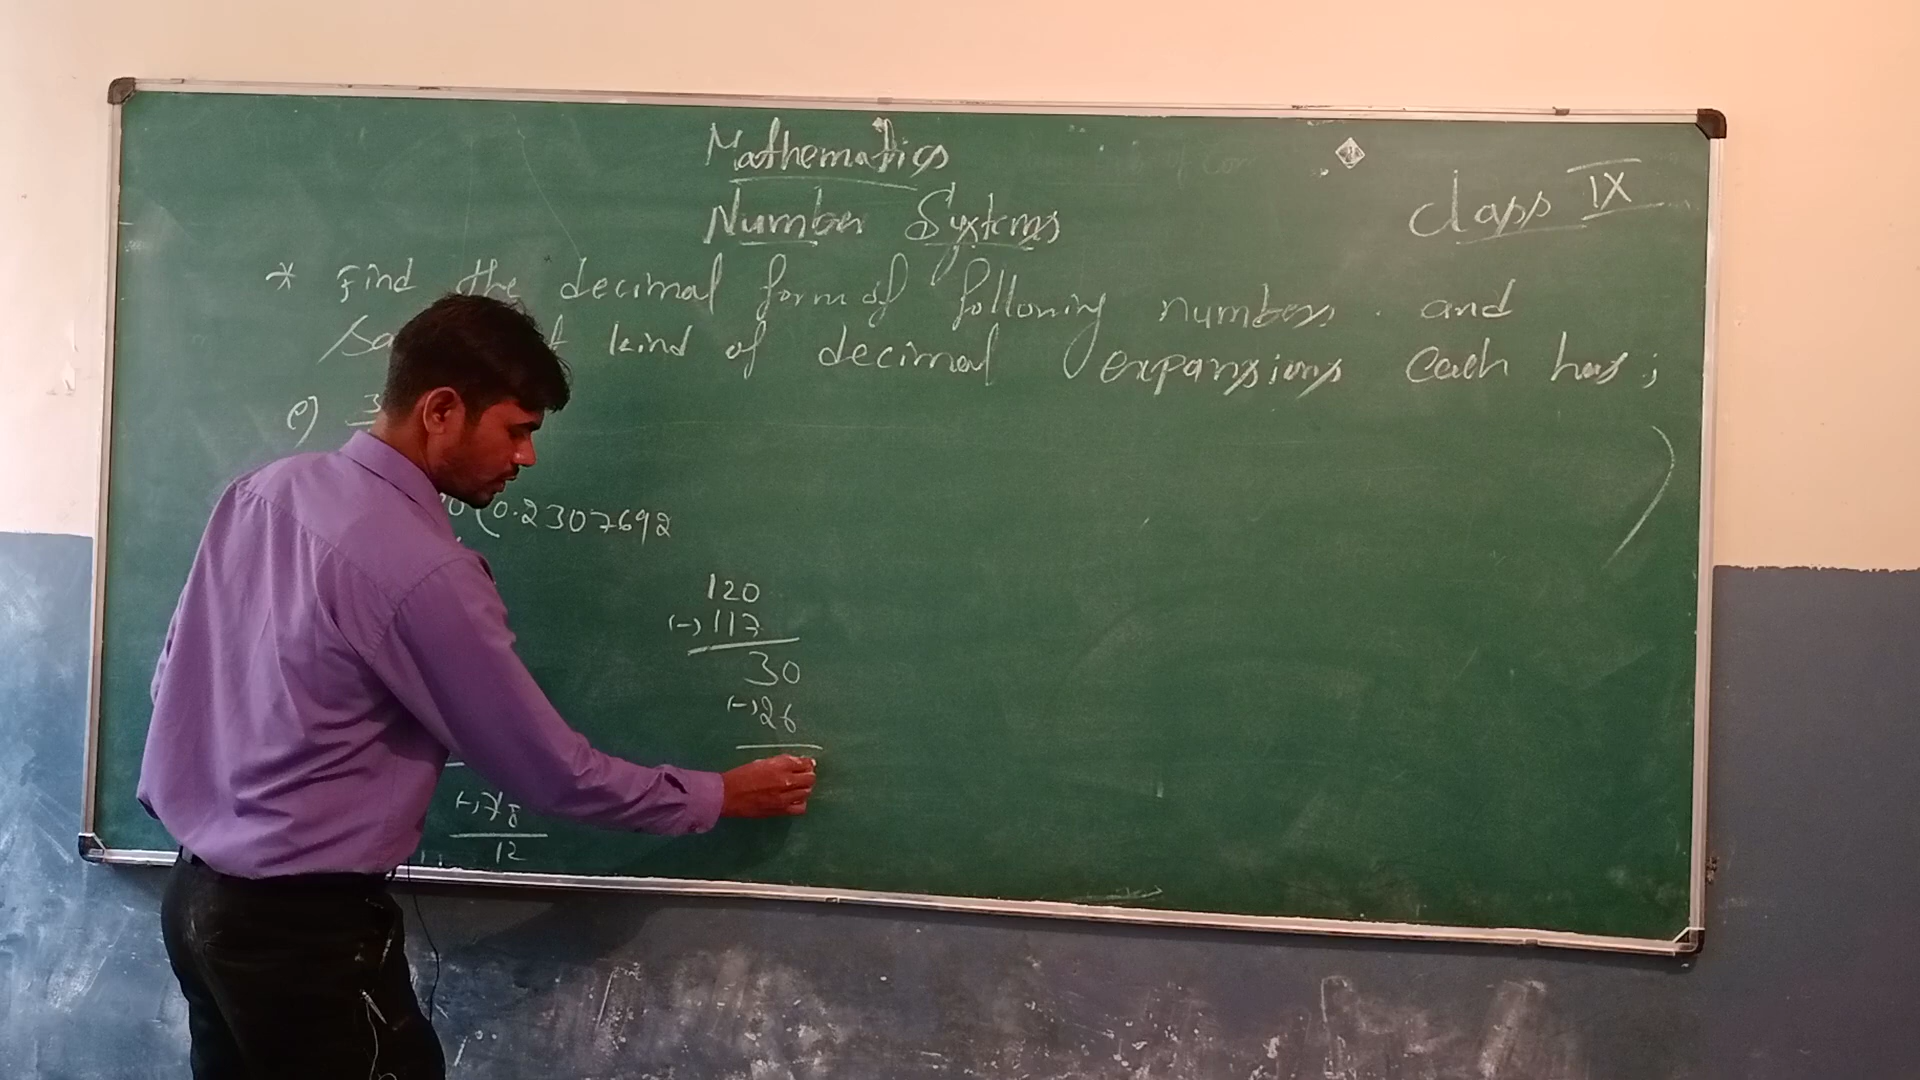 Mathematics
Number Systems
Class IX
* Find the decimal form of following numbers. and
kind of decimal expansions each has;
e) 3
0.2307692
120
(-) 117
30
(-) 26
(-) 78
12